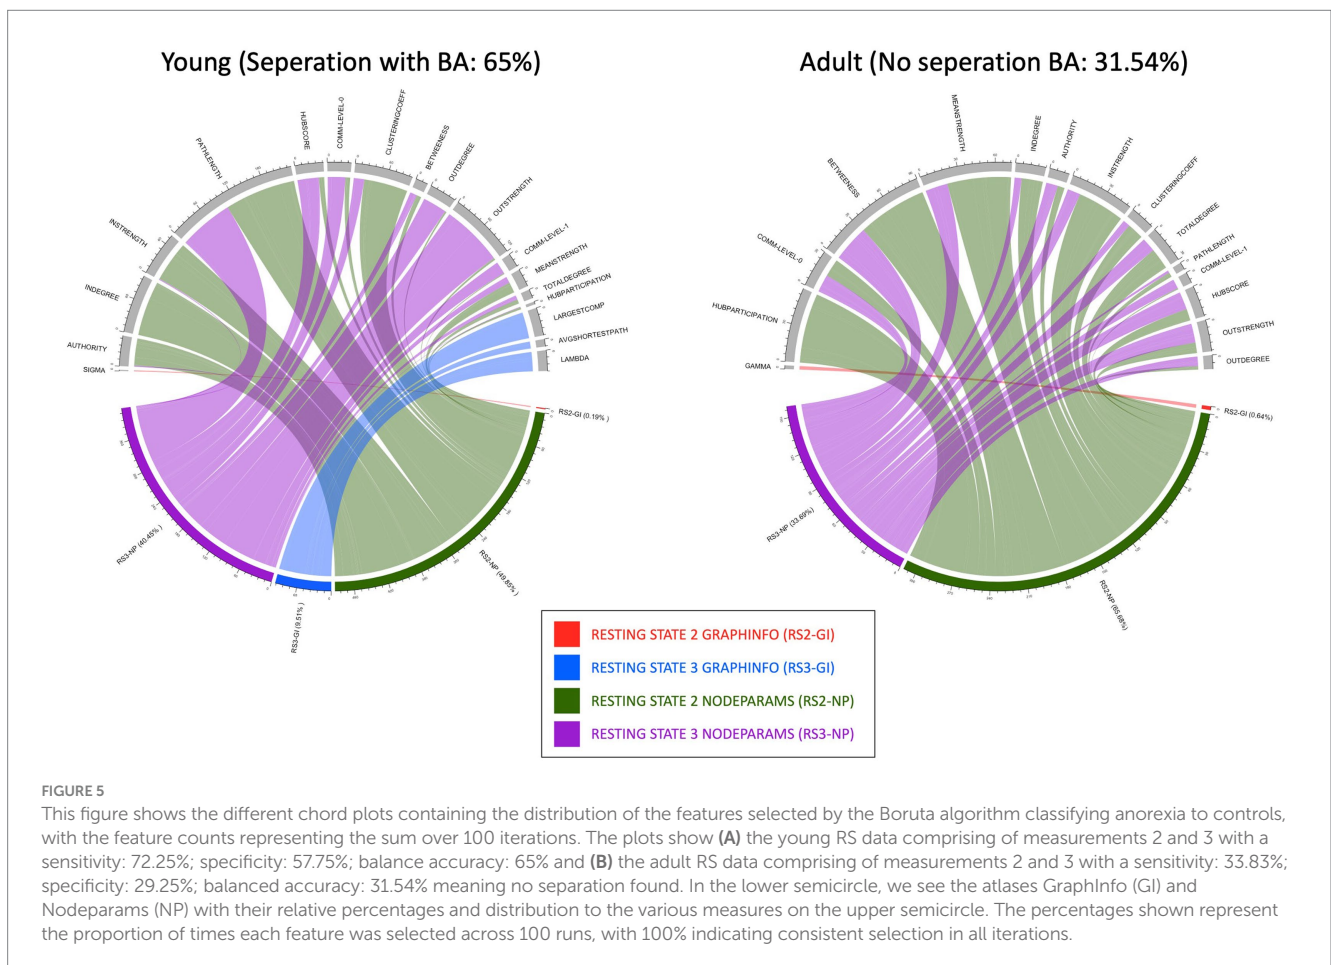 Young (Seperation with BA: 65%)
Adult (No seperation BA: 31.54%)
SIGMA
AUTHORITY
INDEGREE
INSTRENGTH
PATHLENGTH
HUBSCORE
COMM-LEVEL-0
CLUSTERINGCOEFF
BETWEENESS
OUTDEGREE
OUTSTRENGTH
COMM-LEVEL-1
MEANSTRENGTH
TOTALDEGREE
HUBPARTICIPATION
LARGESTCOMP
AVGSHORTESTPATH
LAMBDA
RS2-GI (0.19% )
RS2-NP (49.85% )
RS3-GI (9.51% )
RS3-NP (40.45% )
GAMMA
HUBPARTICIPATION
COMM-LEVEL-0
BETWEENESS
MEANSTRENGTH
INDEGREE
AUTHORITY
INSTRENGTH
CLUSTERINGCOEFF
TOTALDEGREE
PATHLENGTH
COMM-LEVEL-1
HUBSCORE
OUTSTRENGTH
OUTDEGREE
RS2-GI (0.64%)
RS2-NP (65.68%)
RS3-NP (33.69%)
RESTING STATE 2 GRAPHINFO (RS2-GI)
RESTING STATE 3 GRAPHINFO (RS3-GI)
RESTING STATE 2 NODEPARAMS (RS2-NP)
RESTING STATE 3 NODEPARAMS (RS3-NP)
FIGURE 5
This figure shows the different chord plots containing the distribution of the features selected by the Boruta algorithm classifying anorexia to controls,
with the feature counts representing the sum over 100 iterations. The plots show (A) the young RS data comprising of measurements 2 and 3 with a
sensitivity: 72.25%; specificity: 57.75%; balance accuracy: 65% and (B) the adult RS data comprising of measurements 2 and 3 with a sensitivity: 33.83%;
specificity: 29.25%; balanced accuracy: 31.54% meaning no separation found. In the lower semicircle, we see the atlases GraphInfo (GI) and
Nodeparams (NP) with their relative percentages and distribution to the various measures on the upper semicircle. The percentages shown represent
the proportion of times each feature was selected across 100 runs, with 100% indicating consistent selection in all iterations.